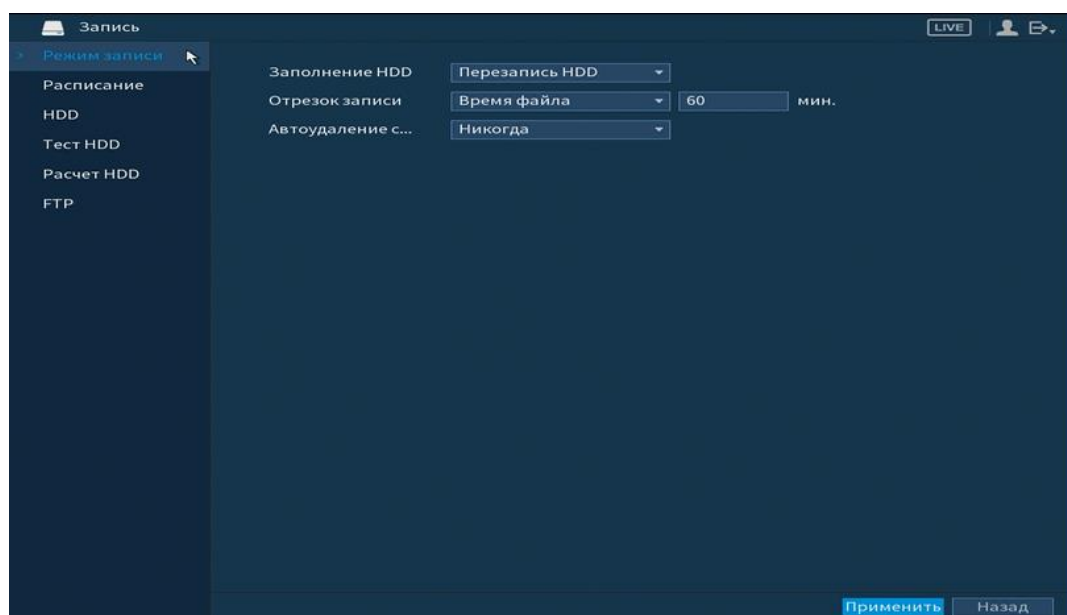 Запись LIVE
Режим записи
Расписание
HDD
Тест HDD
Расчет HDD
FTP
Заполнение HDD Перезапись HDD
Отрезок записи Время файла 60 мин.
Автоудаление с... Никогда
Применить Назад